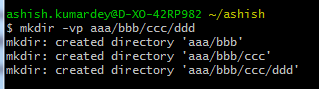 ashish.kumardey@D-XO-42RP982 ~/ashish
$ mkdir -vp aaa/bbb/ccc/ddd
mkdir: created directory 'aaa/bbb'
mkdir: created directory 'aaa/bbb/ccc'
mkdir: created directory 'aaa/bbb/ccc/ddd'